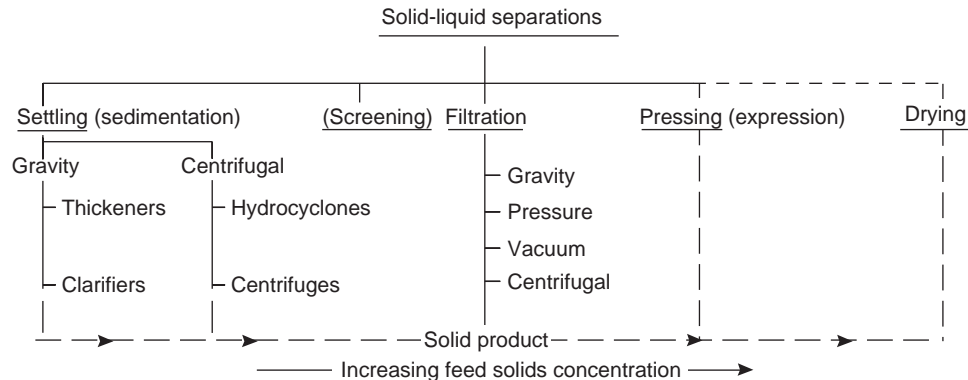 Solid-liquid separations
Settling (sedimentation) (Screening) Filtration Pressing (expression) Drying
Gravity Centrifugal
Gravity
Thickeners Hydrocyclones
Pressure
Vacuum
Clarifiers Centrifuges Centrifugal
Solid product
Increasing feed solids concentration